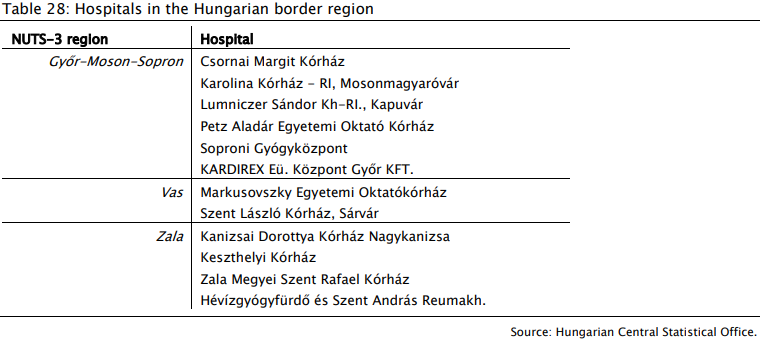 Table 28: Hospitals in the Hungarian border region
NUTS-3 region Hospital
Győr-Moson-Sopron Csornai Margit Kórház
Karolina Kórház - RI, Mosonmagyaróvár
Lumniczer Sándor Kh-RI., Kapuvár
Petz Aladár Egyetemi Oktató Kórház
Soproni Gyógyközpont
KARDIREX Eü. Központ Győr KFT.
Vas Markusovszky Egyetemi Oktatókórház
Szent László Kórház, Sárvár
Zala Kanizsai Dorottya Kórház Nagykanizsa
Keszthelyi Kórház
Zala Megyei Szent Rafael Kórház
Hévízgyógyfürdő és Szent András Reumakh.
Source: Hungarian Central Statistical Office.